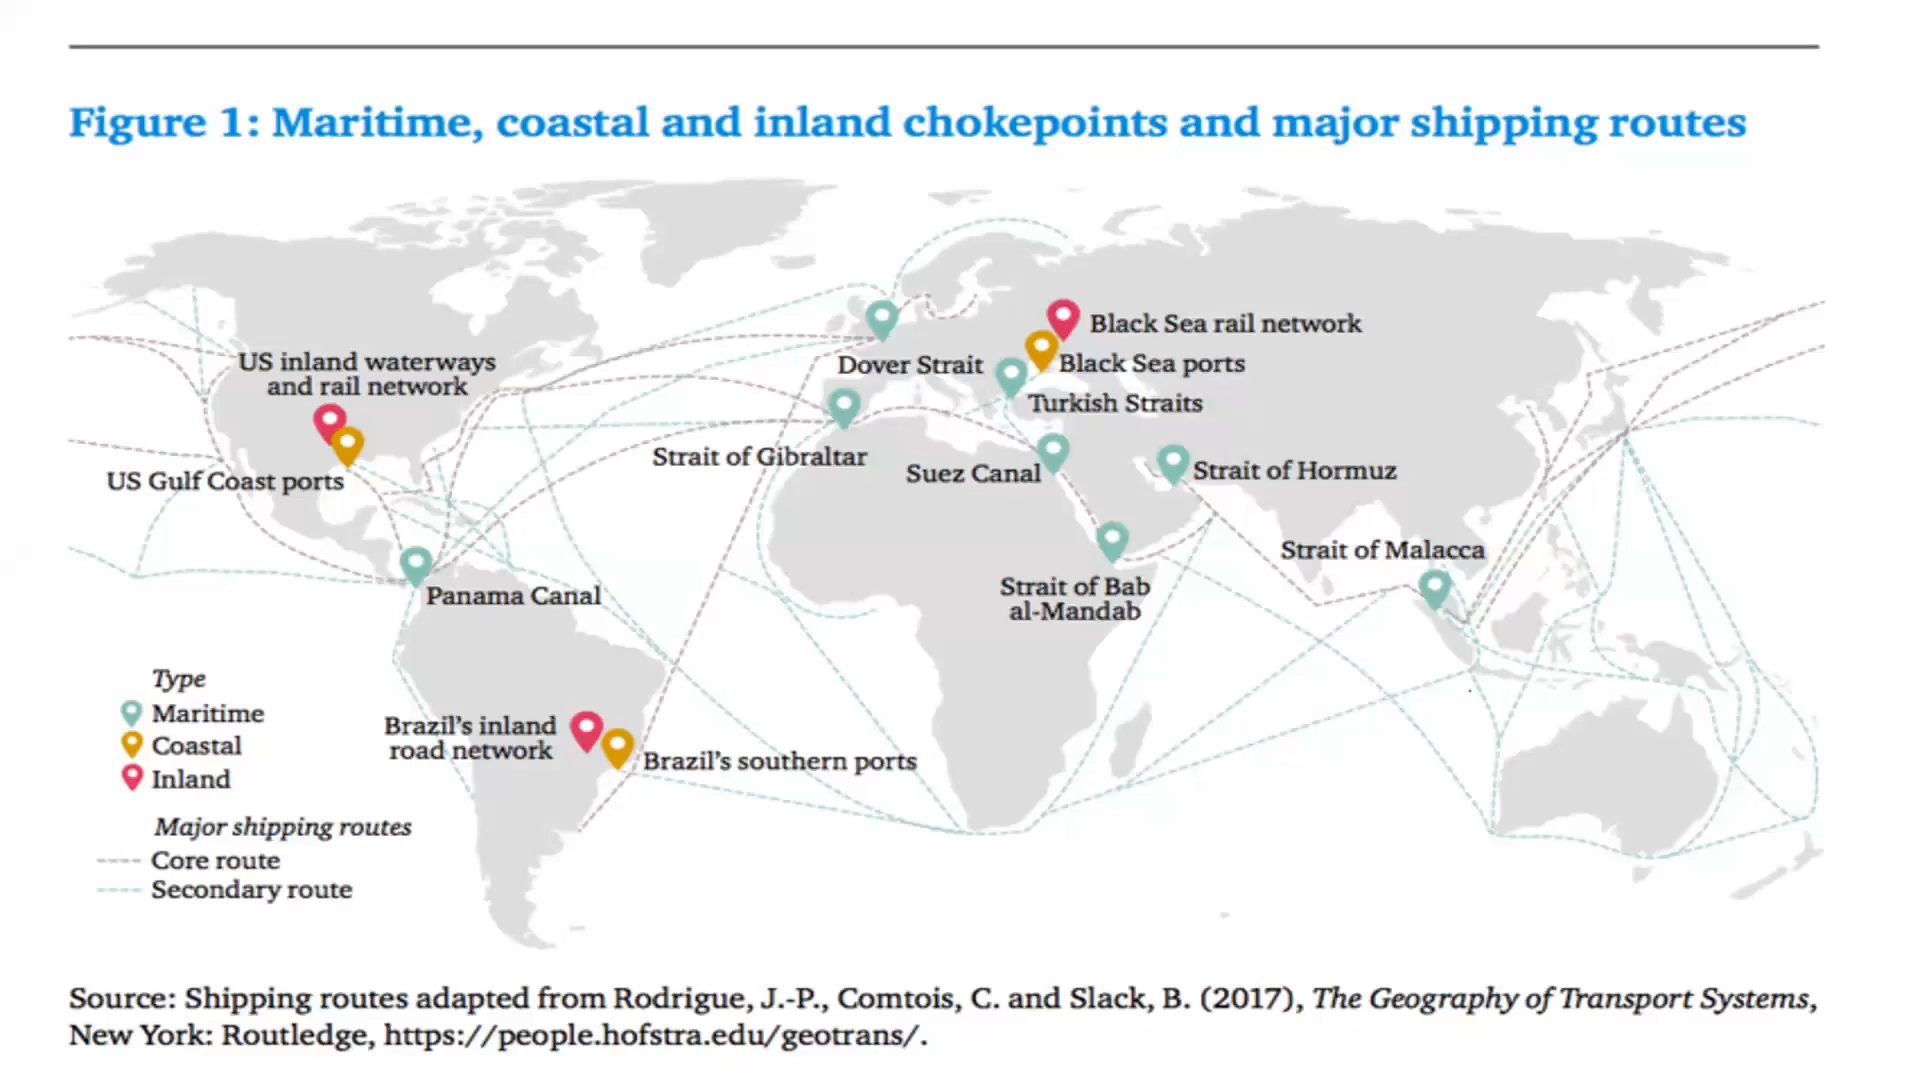 Figure 1: Maritime, coastal and inland chokepoints and major shipping routes
US inland waterways
and rail network
US Gulf Coast ports
Panama Canal
Dover Strait
Black Sea rail network
Black Sea ports
Turkish Straits
Strait of Gibraltar
Suez Canal
Strait of Hormuz
Strait of Malacca
Strait of Bab
al-Mandab
Brazil's inland
road network
Brazil's southern ports
Type
Maritime
Coastal
Inland
Major shipping routes
Core route
Secondary route
Source: Shipping routes adapted from Rodrigue, J.-P., Comtois, C. and Slack, B. (2017), The Geography of Transport Systems,
New York: Routledge, https://people.hofstra.edu/geotrans/.